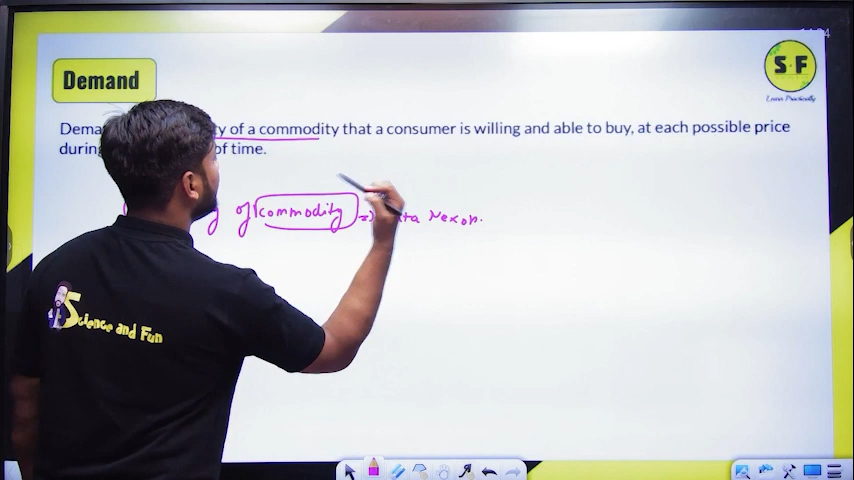 S·F
Learn Practically
Demand
Dema ty of a commodity that a consumer is willing and able to buy, at each possible price
during of time.
of commodity Nexon.
Science and Fun